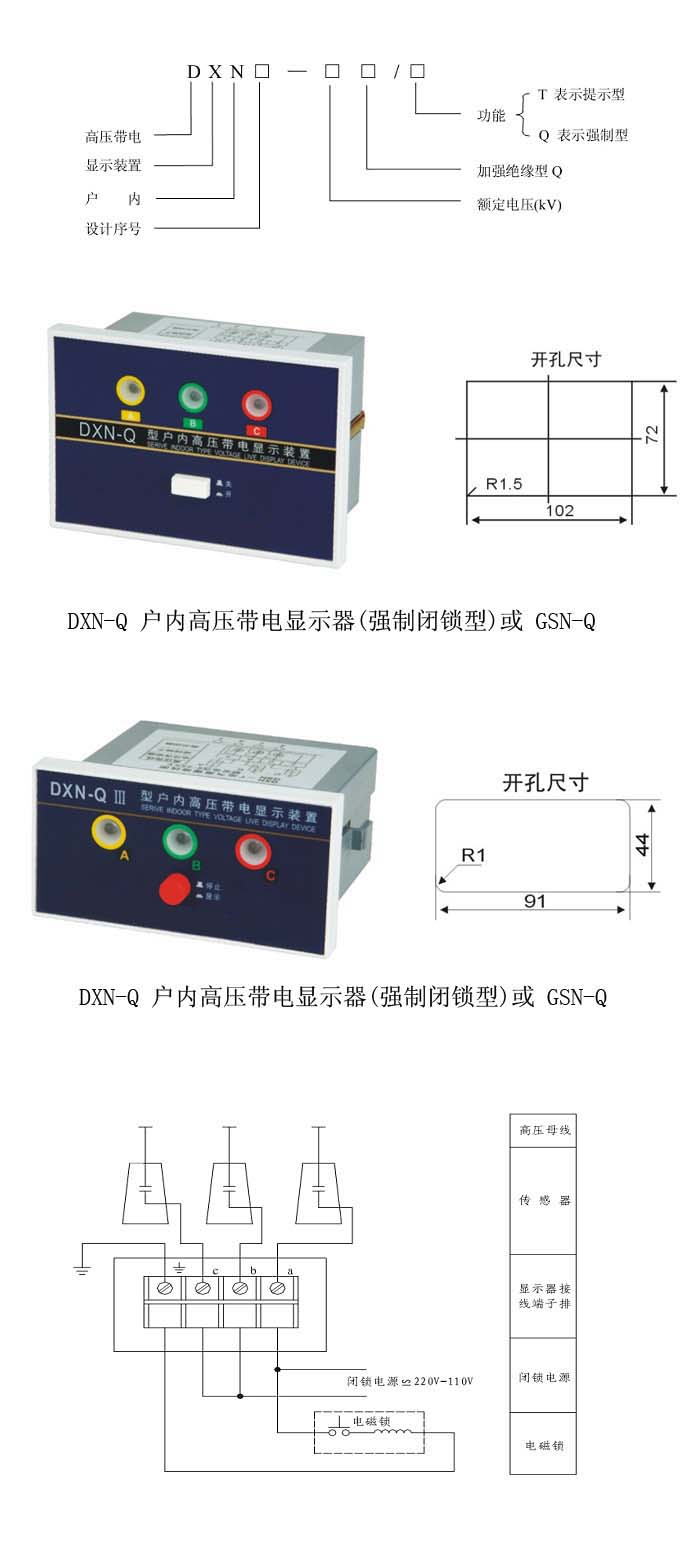 D X N □ — □ □ / □
T 表示提示型
功能
Q 表示强制型
高压带电
显示装置
加强绝缘型 Q
户 内
额定电压(kV)
设计序号
A
B
C
DXN-Q 型户内高压带电显示装置
SERIVE INDOOR TYPE VOLTAGE LIVE DISPLAY DEVICE
关
开
开孔尺寸
72
R1.5
102
DXN-Q 户内高压带电显示器(强制闭锁型)或 GSN-Q
DXN-Q III 型户内高压带电显示装置
SERIVE INDOOR TYPE VOLTAGE LIVE DISPLAY DEVICE
A
B
C
停止
显示
开孔尺寸
44
R1
91
DXN-Q 户内高压带电显示器(强制闭锁型)或 GSN-Q
高压母线
传感器
c b a
显示器接
线端子排
闭锁电源≌220V-110V
闭锁电源
电磁锁
电磁锁